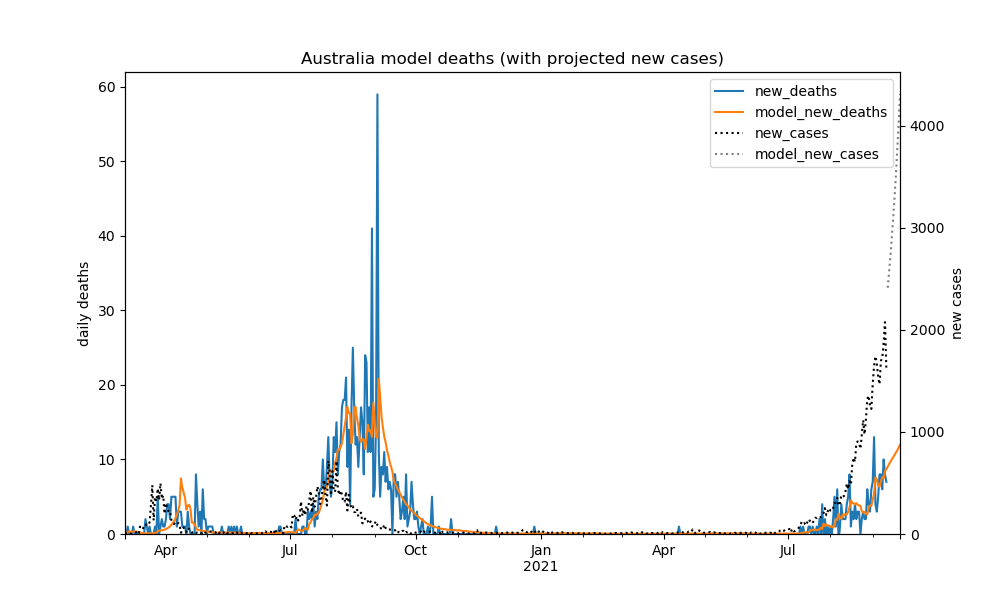 Australia model deaths (with projected new cases)
new_deaths
model_new_deaths
new_cases
model_new_cases
daily deaths
60
50
40
30
20
10
0
new cases
4000
3000
2000
1000
0
Apr
Jul
Oct
Jan
2021
Apr
Jul